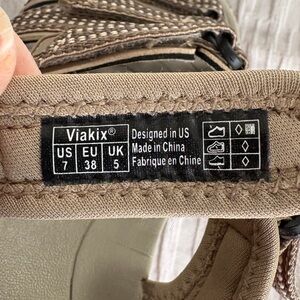 Viakix®
US EU UK
7 38 5
Designed in US
Made in China
Fabrique en Chine